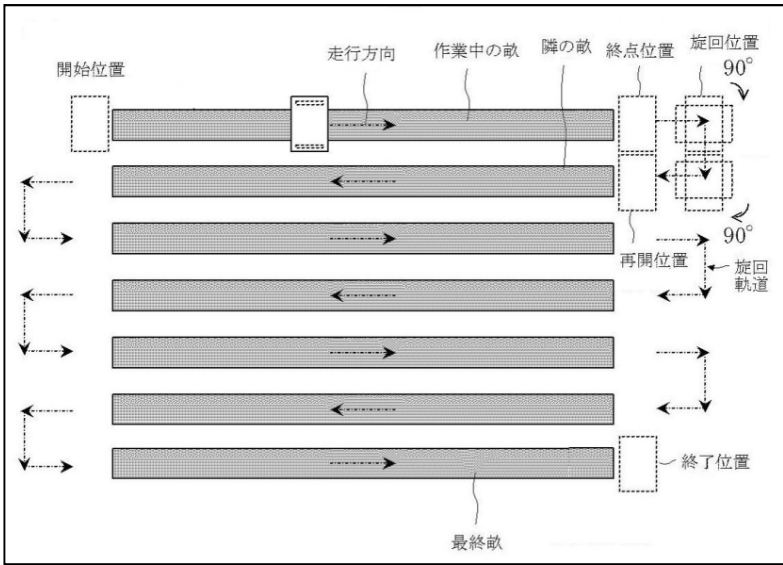 旋回位置
走行方向
作業中の畝
隣の畝
終点位置
開始位置
90°
90°
再開位置
旋回
軌道
終了位置
最終畝